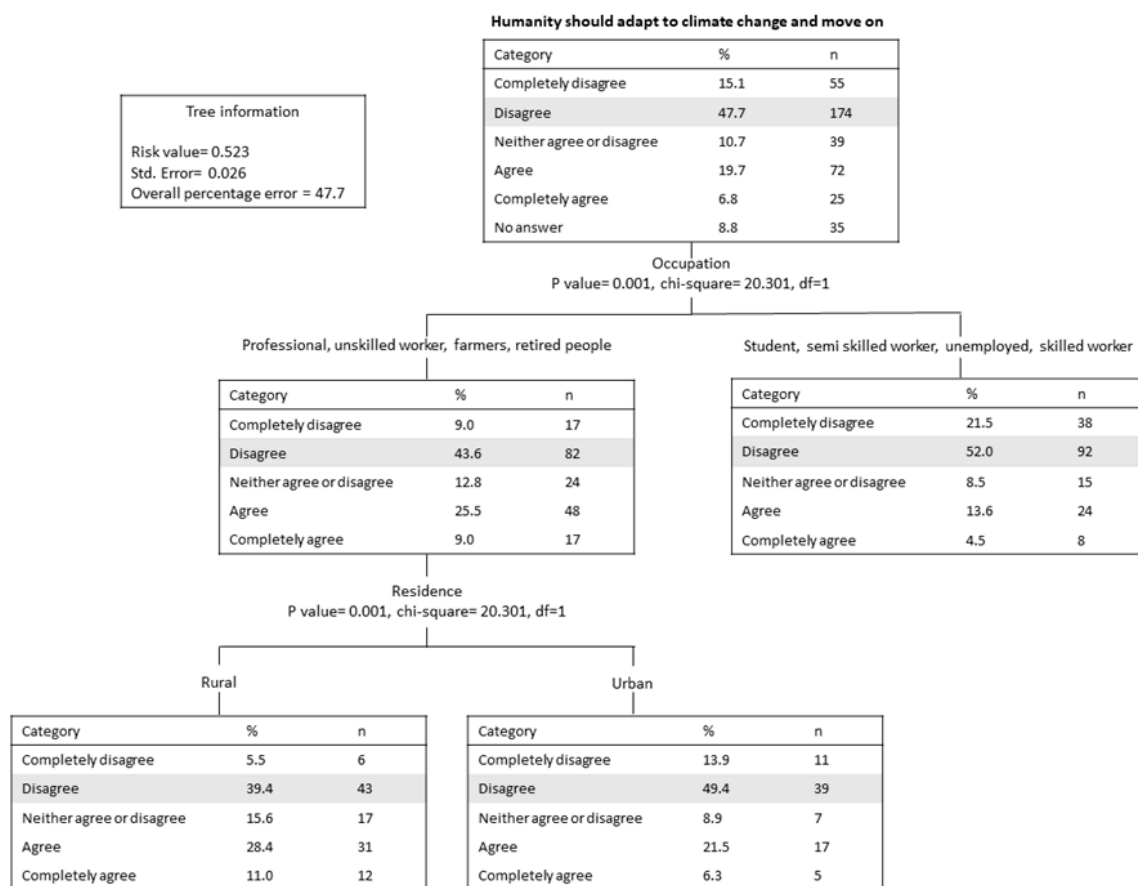 Humanity should adapt to climate change and move on
Category % n
Completely disagree 15.1 55
Disagree 47.7 174
Neither agree or disagree 10.7 39
Agree 19.7 72
Completely agree 6.8 25
No answer 8.8 35
Tree information
Risk value= 0.523
Std. Error= 0.026
Overall percentage error = 47.7
Occupation
P value= 0.001, chi-square= 20.301, df=1
Professional, unskilled worker, farmers, retired people
Category % n
Completely disagree 9.0 17
Disagree 43.6 82
Neither agree or disagree 12.8 24
Agree 25.5 48
Completely agree 9.0 17
Student, semi skilled worker, unemployed, skilled worker
Category % n
Completely disagree 21.5 38
Disagree 52.0 92
Neither agree or disagree 8.5 15
Agree 13.6 24
Completely agree 4.5 8
Residence
P value= 0.001, chi-square= 20.301, df=1
Rural
Category % n
Completely disagree 5.5 6
Disagree 39.4 43
Neither agree or disagree 15.6 17
Agree 28.4 31
Completely agree 11.0 12
Urban
Category % n
Completely disagree 13.9 11
Disagree 49.4 39
Neither agree or disagree 8.9 7
Agree 21.5 17
Completely agree 6.3 5